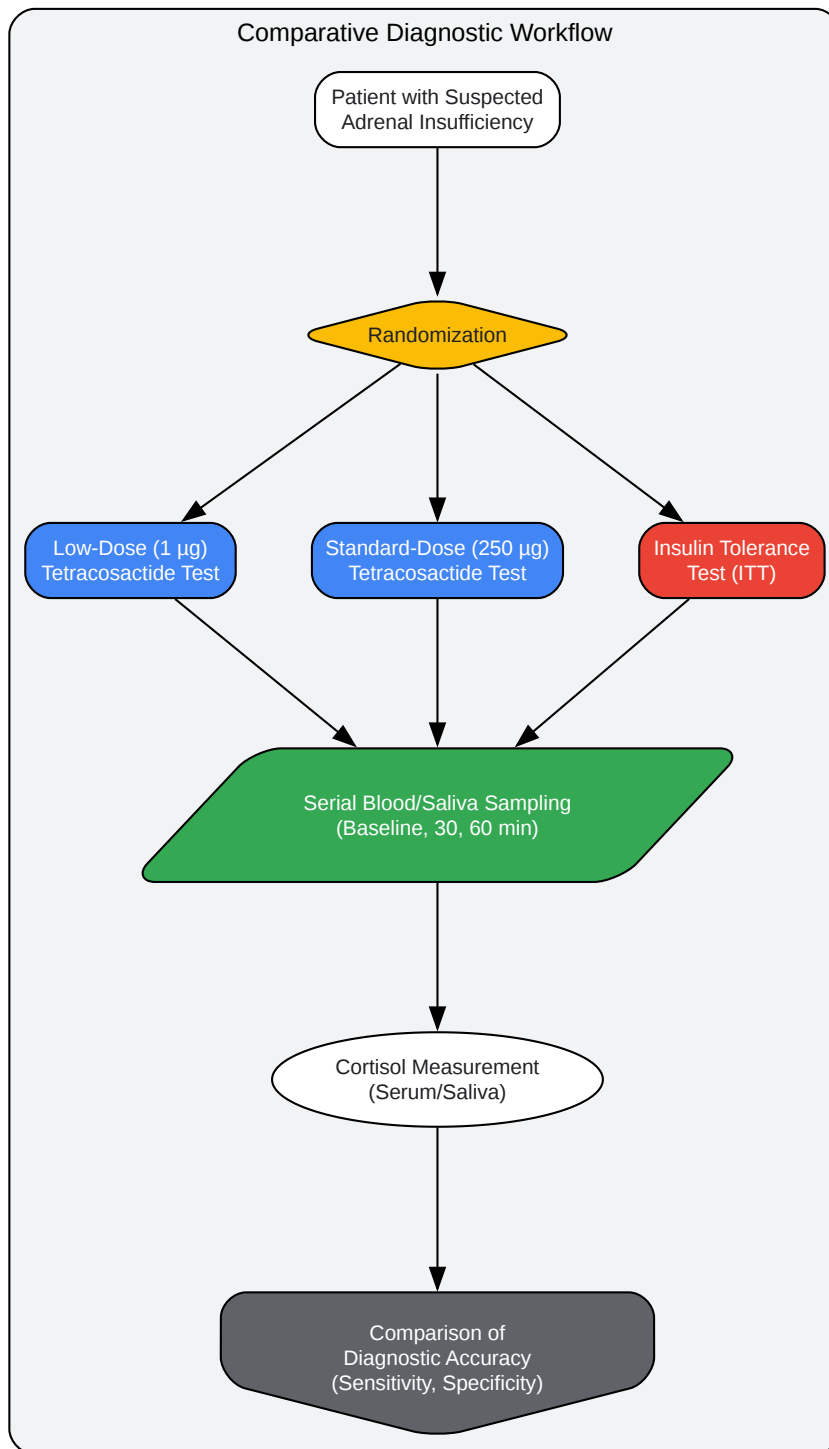 Comparative Diagnostic Workflow
Patient with Suspected
Adrenal Insufficiency
Randomization
Low-Dose (1 µg)
Tetracosactide Test
Standard-Dose (250 µg)
Tetracosactide Test
Insulin Tolerance
Test (ITT)
Serial Blood/Saliva Sampling
(Baseline, 30, 60 min)
Cortisol Measurement
(Serum/Saliva)
Comparison of
Diagnostic Accuracy
(Sensitivity, Specificity)